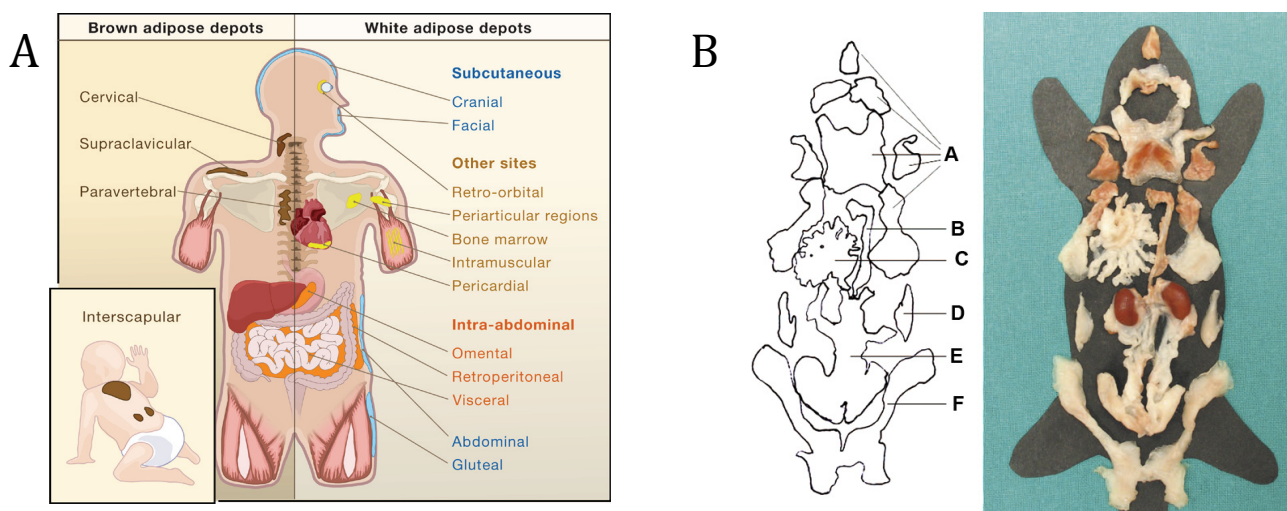 A
Brown adipose depots
White adipose depots
Cervical
Supraclavicular
Paravertebral
Interscapular
Subcutaneous
Cranial
Facial
Other sites
Retro-orbital
Periarticular regions
Bone marrow
Intramuscular
Pericardial
Intra-abdominal
Omental
Retroperitoneal
Visceral
Abdominal
Gluteal
B
A
B
C
D
E
F